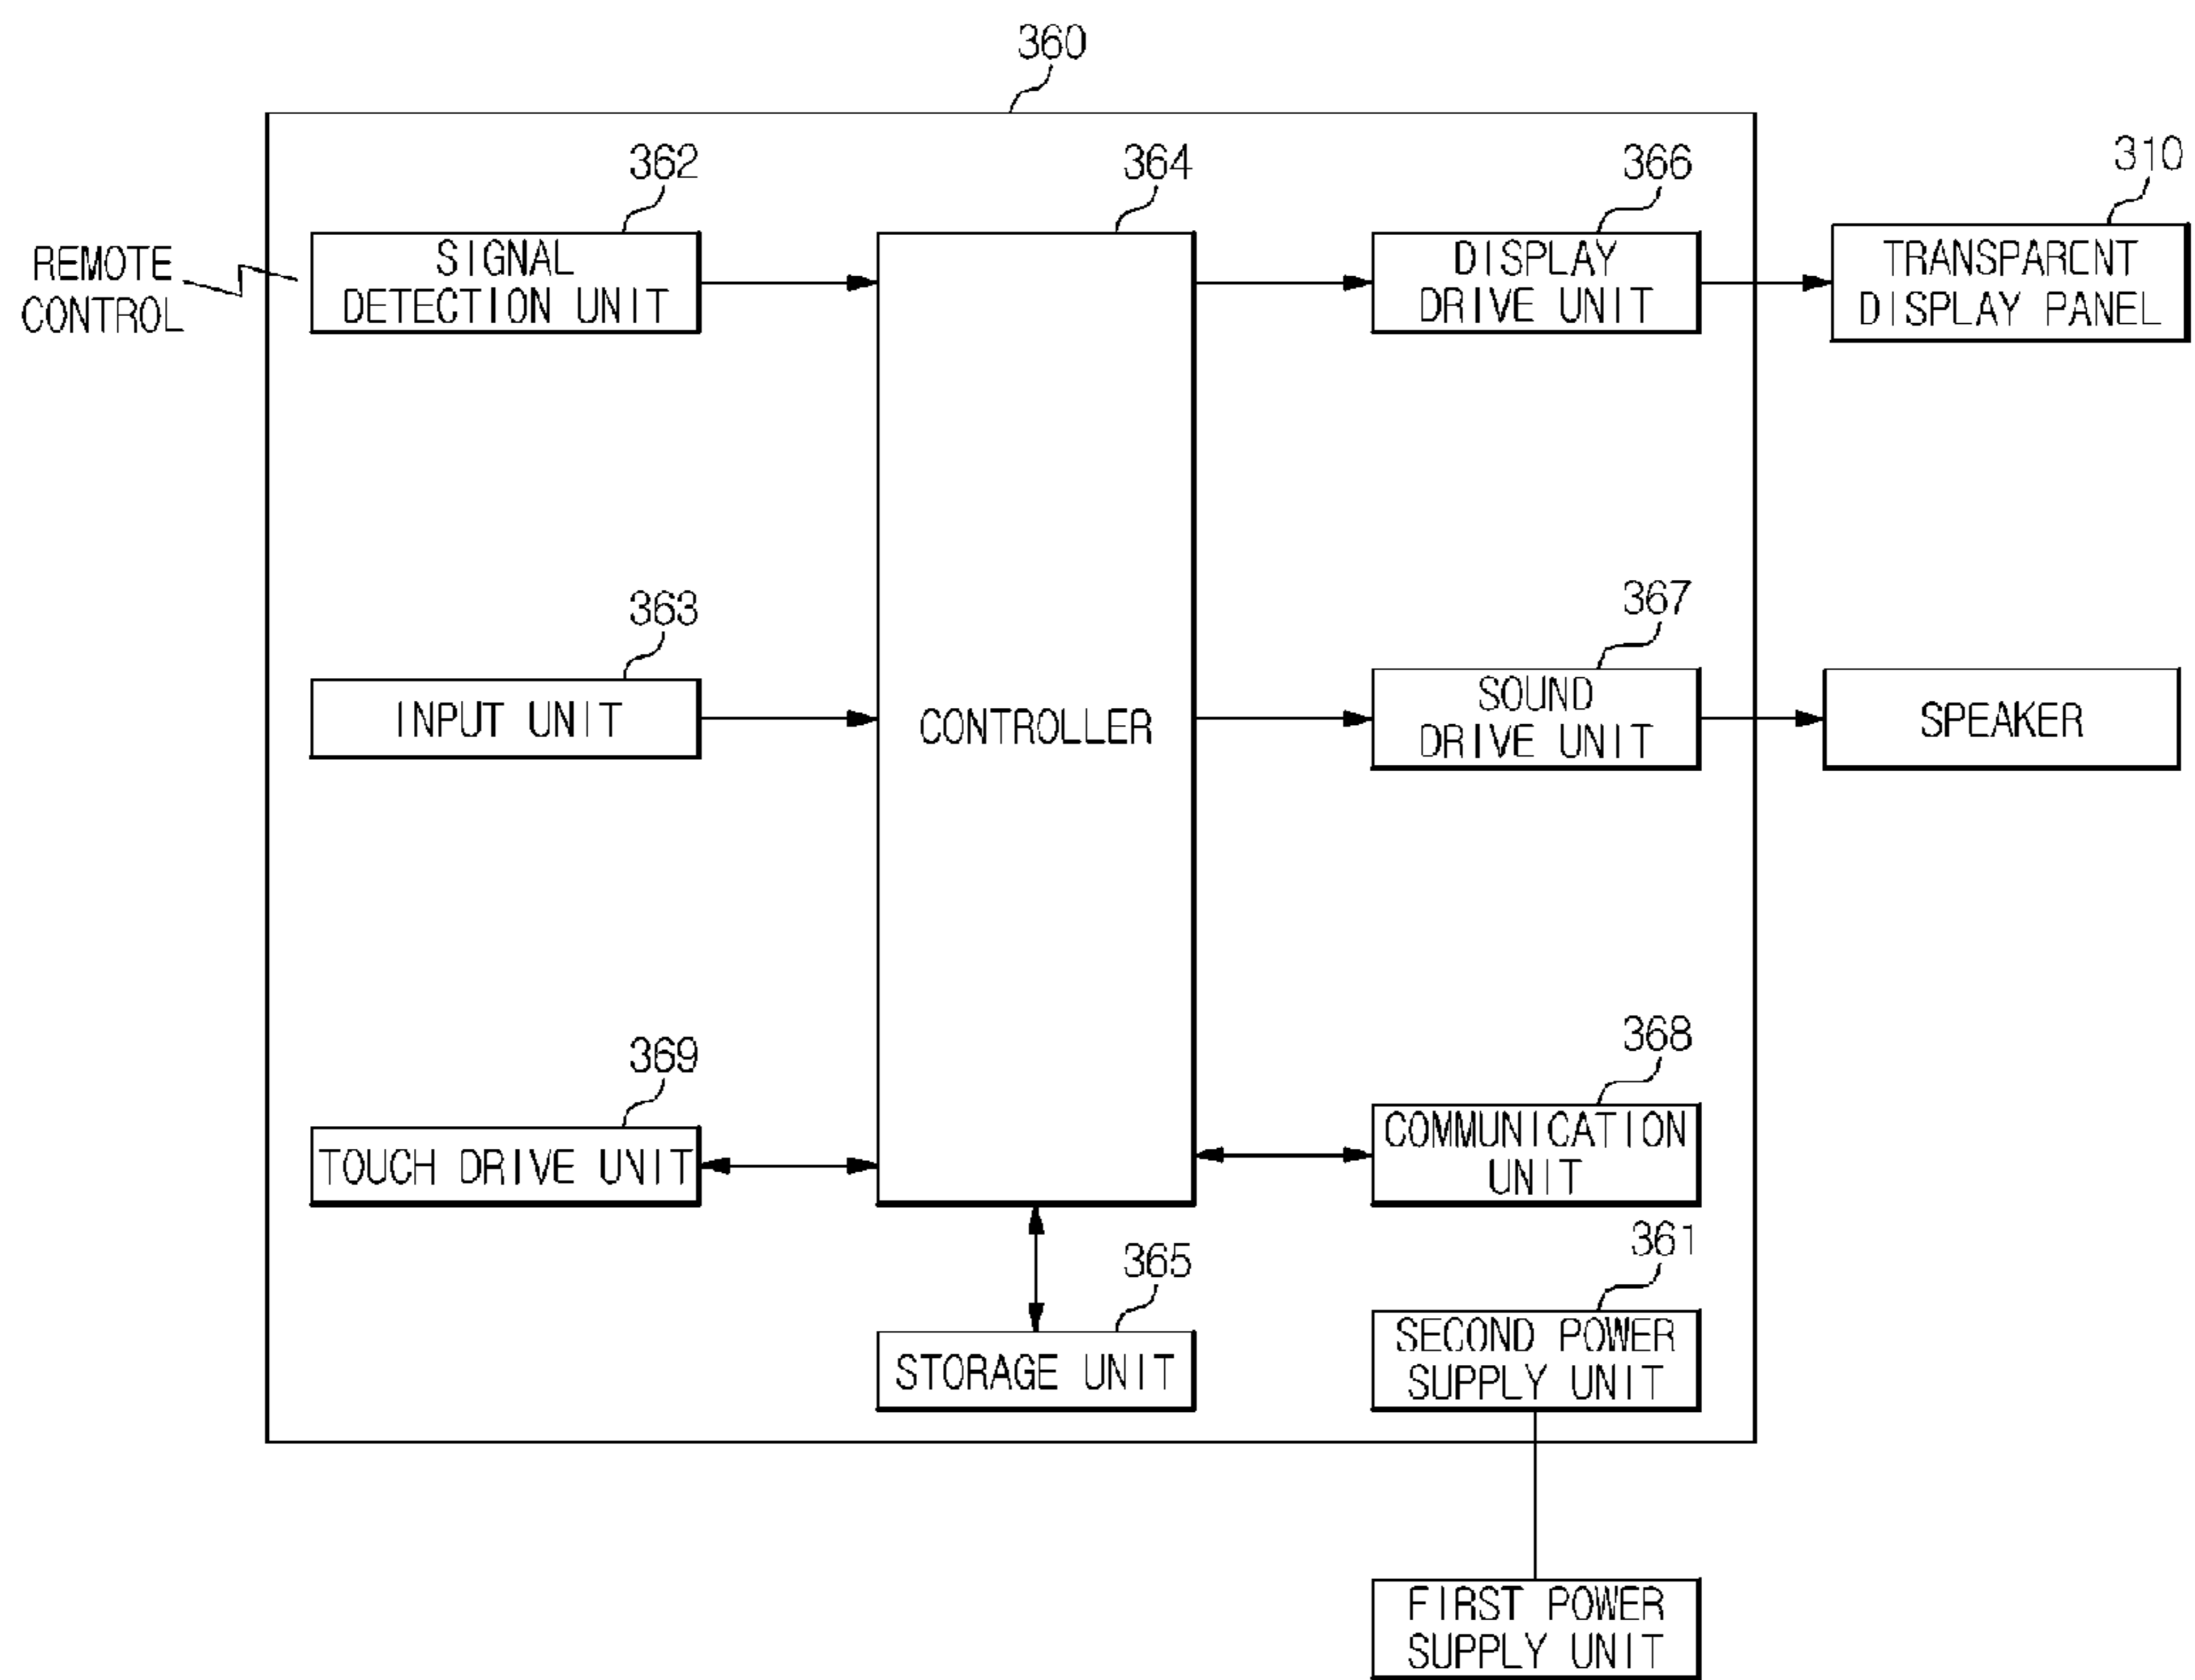 360
362
364
366
310
REMOTE
CONTROL
SIGNAL
DETECTION UNIT
DISPLAY
DRIVE UNIT
TRANSPARCNT
DISPLAY PANEL
363
367
INPUT UNIT
CONTROLLER
SOUND
DRIVE UNIT
SPEAKER
369
368
TOUCH DRIVE UNIT
COMMUNICATION
UNIT
365
361
STORAGE UNIT
SECOND POWER
SUPPLY UNIT
FIRST POWER
SUPPLY UNIT